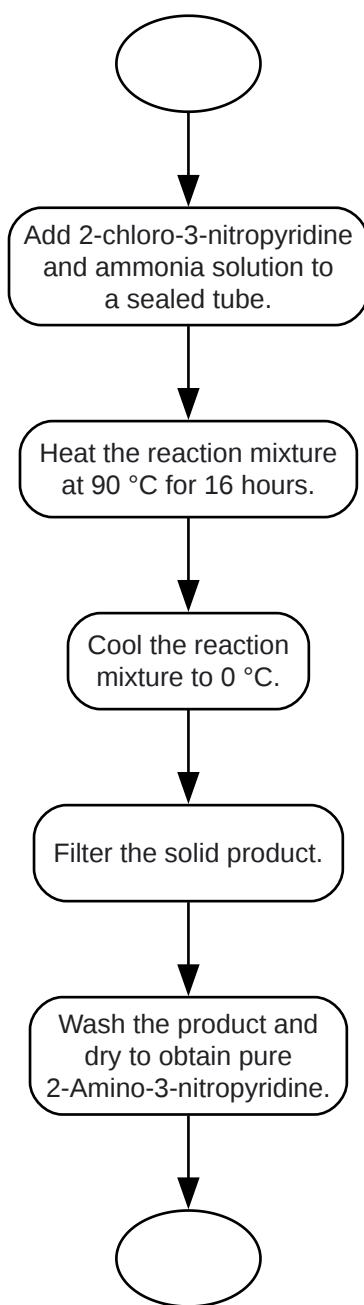 Add 2-chloro-3-nitropyridine
and ammonia solution to
a sealed tube.
Heat the reaction mixture
at 90 °C for 16 hours.
Cool the reaction
mixture to 0 °C.
Filter the solid product.
Wash the product and
dry to obtain pure
2-Amino-3-nitropyridine.